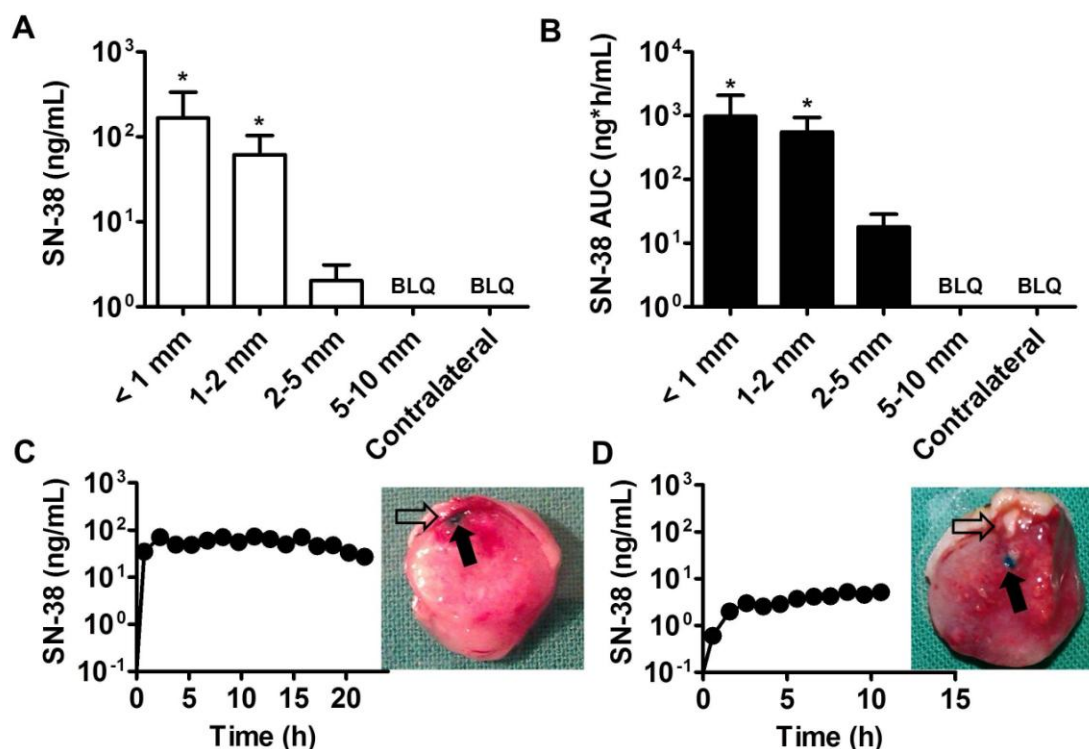 A
SN-38 (ng/mL)
10³
10²
10¹
10⁰
*
*
BLQ
BLQ
< 1 mm
1-2 mm
2-5 mm
5-10 mm
Contralateral
B
SN-38 AUC (ng*h/mL)
10⁴
10³
10²
10¹
10⁰
*
*
BLQ
BLQ
< 1 mm
1-2 mm
2-5 mm
5-10 mm
Contralateral
C
SN-38 (ng/mL)
10³
10²
10¹
10⁰
10⁻¹
0 5 10 15 20
Time (h)
D
SN-38 (ng/mL)
10³
10²
10¹
10⁰
10⁻¹
0 5 10 15
Time (h)